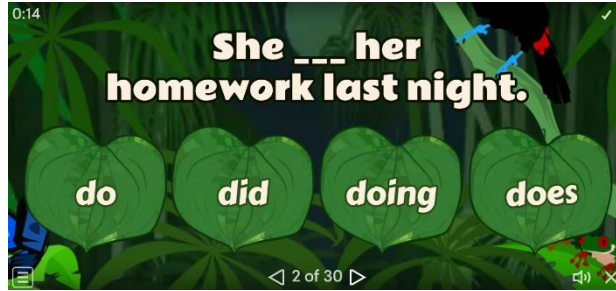 0:14
She ___ her
homework last night.
do
did
doing
does
2 of 30